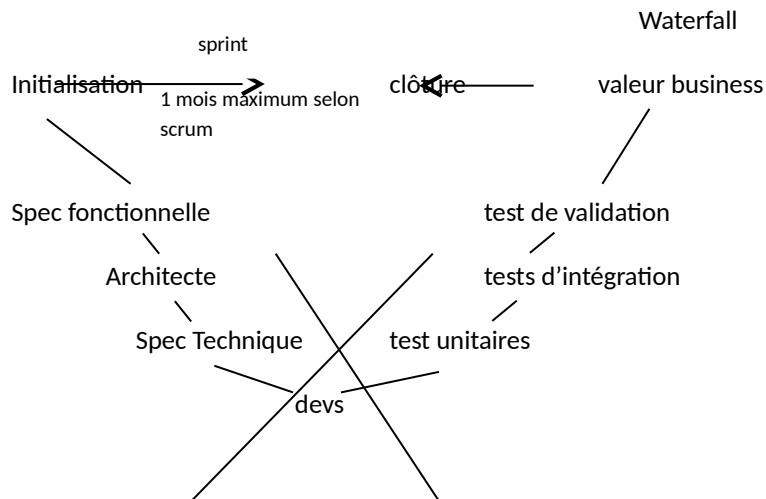 Waterfall
sprint
Initialisation
clôture
valeur business
1 mois maximum selon
scrum
Spec fonctionnelle
test de validation
Architecte
tests d’intégration
Spec Technique
test unitaires
devs